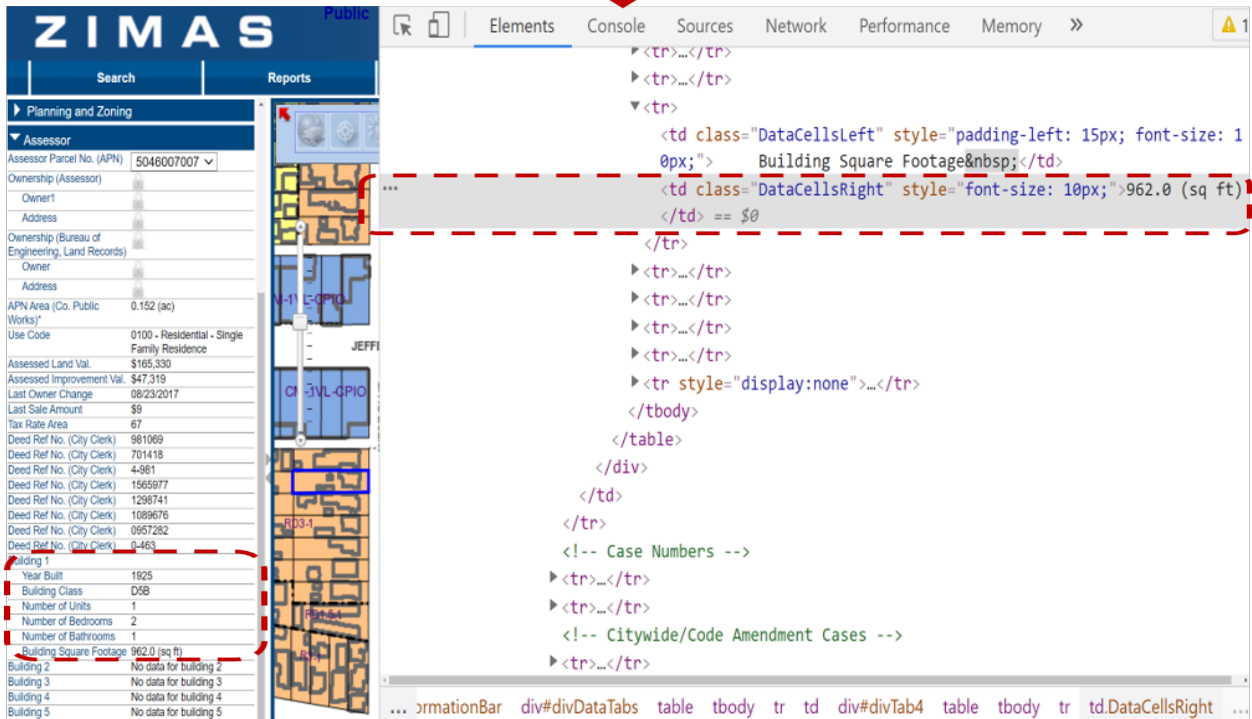 ZIMAS
Public
Search Reports
Planning and Zoning
Assessor
Assessor Parcel No. (APN) 5046007007
Ownership (Assessor)
Owner1
Address
Ownership (Bureau of
Engineering, Land Records)
Owner
Address
APN Area (Co. Public 0.152 (ac)
Works)*
Use Code 0100 - Residential - Single
Family Residence
Assessed Land Val. $165,330
Assessed Improvement Val. $47,319
Last Owner Change 08/23/2017
Last Sale Amount $9
Tax Rate Area 67
Deed Ref No. (City Clerk) 981069
Deed Ref No. (City Clerk) 701418
Deed Ref No. (City Clerk) 4-981
Deed Ref No. (City Clerk) 1565977
Deed Ref No. (City Clerk) 1298741
Deed Ref No. (City Clerk) 1089676
Deed Ref No. (City Clerk) 0957282
Deed Ref No. (City Clerk) 0-463
Building 1
Year Built 1925
Building Class D5B
Number of Units 1
Number of Bedrooms 2
Number of Bathrooms 1
Building Square Footage 962.0 (sq ft)
Building 2 No data for building 2
Building 3 No data for building 3
Building 4 No data for building 4
Building 5 No data for building 5
JEFF
RD3-1
Elements Console Sources Network Performance Memory » 1
<tr>…</tr>
<tr>…</tr>
<tr>
<td class="DataCellsLeft" style="padding-left: 15px; font-size: 1
0px;"> Building Square Footage&nbsp;</td>
... <td class="DataCellsRight" style="font-size: 10px;">962.0 (sq ft)
</td> == $0
</tr>
<tr>…</tr>
<tr>…</tr>
<tr>…</tr>
<tr>…</tr>
<tr style="display:none">…</tr>
</tbody>
</table>
</div>
</td>
</tr>
<!-- Case Numbers -->
<tr>…</tr>
<tr>…</tr>
<!-- Citywide/Code Amendment Cases -->
<tr>…</tr>
... ormationBar div#divDataTabs table tbody tr td div#divTab4 table tbody tr td.DataCellsRight ...